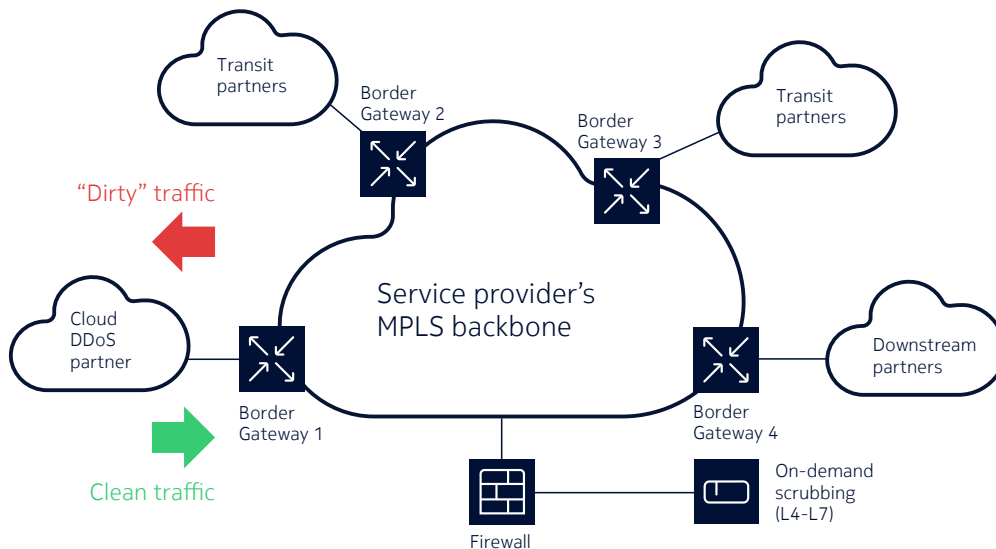 Transit
partners
Border
Gateway 2
Border
Gateway 3
Transit
partners
“Dirty” traffic
Service provider’s
MPLS backbone
Cloud
DDoS
partner
Downstream
partners
Border
Gateway 1
Border
Gateway 4
Clean traffic
On-demand
scrubbing
(L4-L7)
Firewall